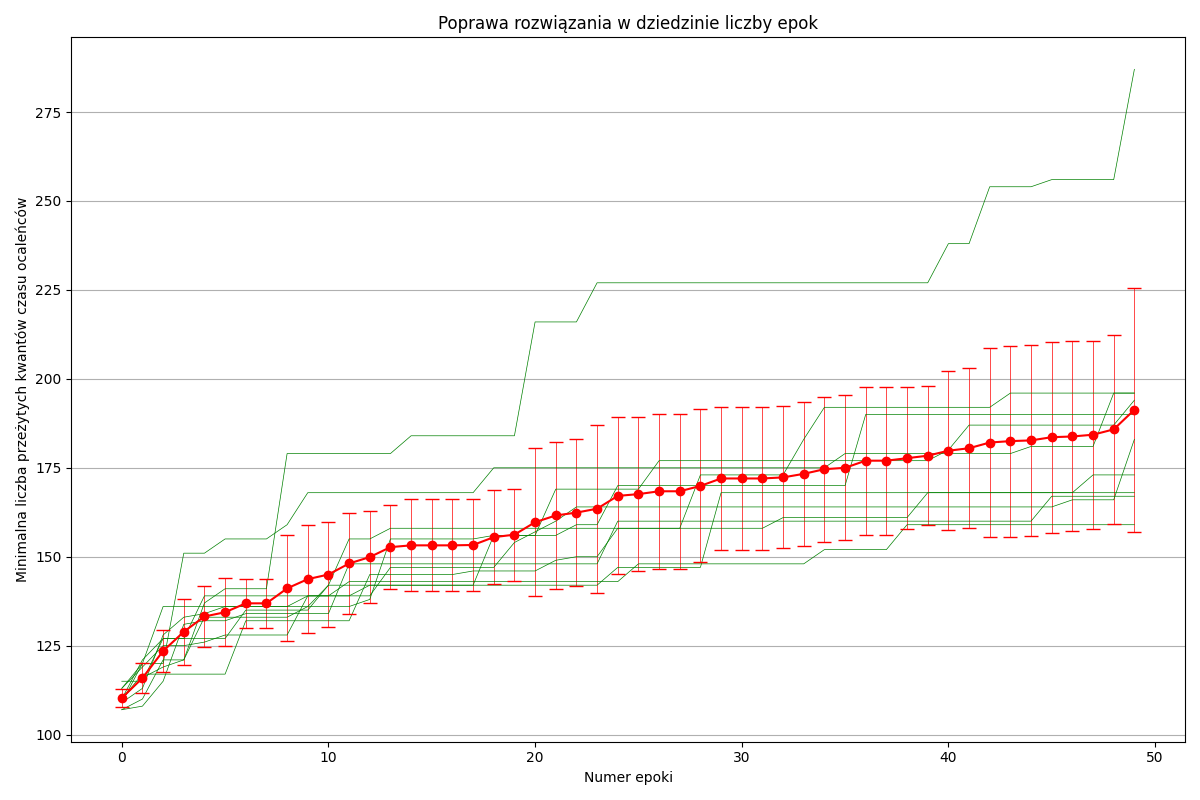 Poprawa rozwiązania w dziedzinie liczby epok
Minimalna liczba przeżytych kwantów czasu ocaleńców
275
250
225
200
175
150
125
100
0 10 20 30 40 50
Numer epoki